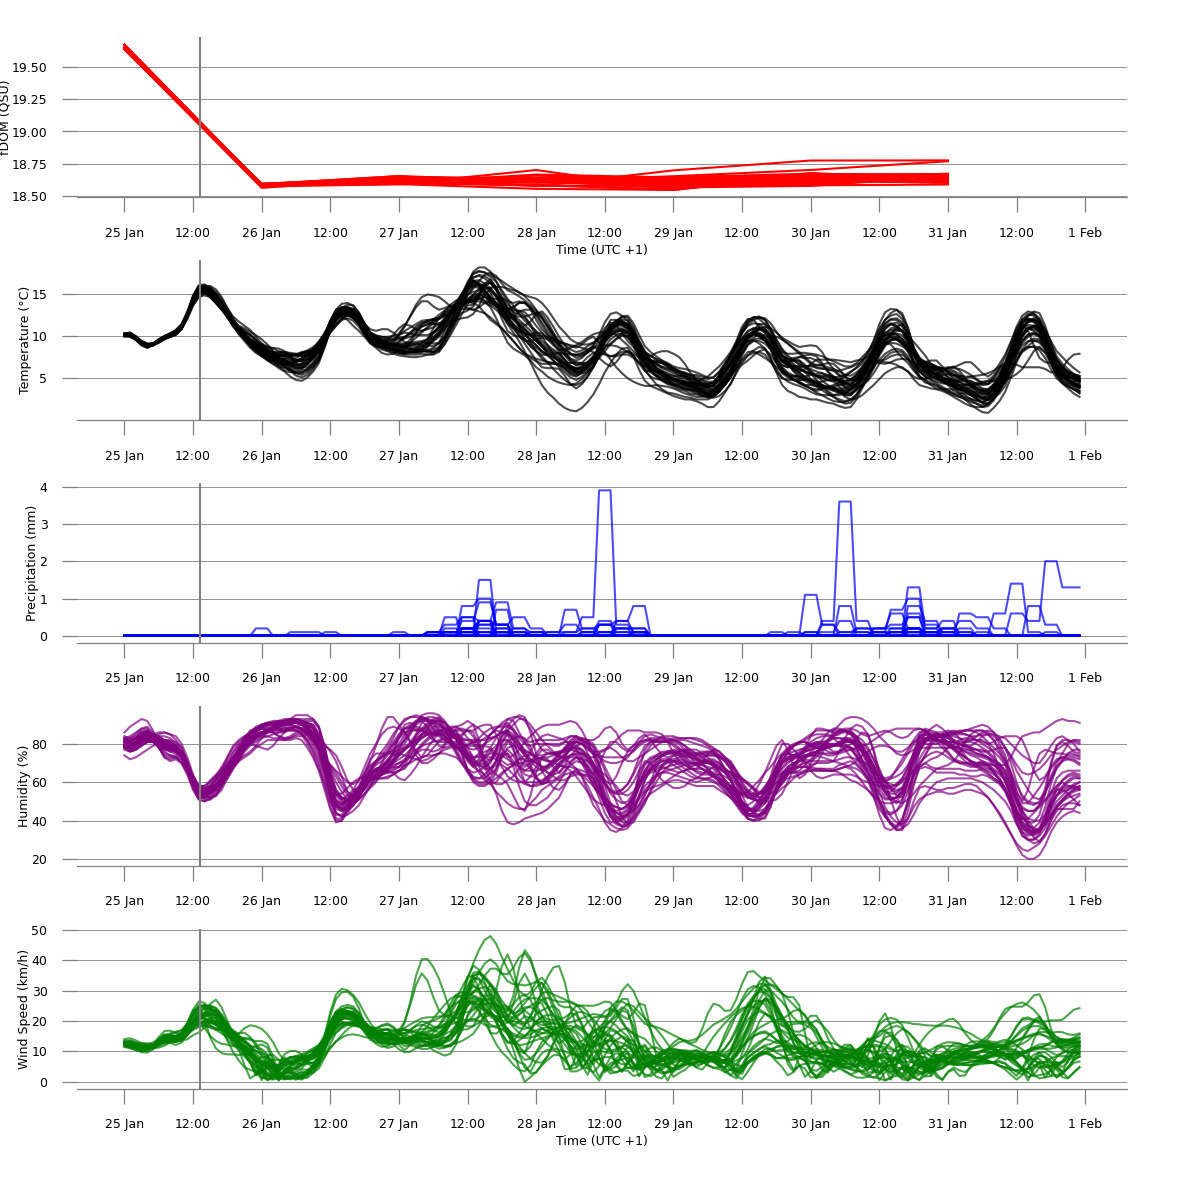 19.50
19.25
19.00
18.75
18.50
fDOM (QSU)
25 Jan 12:00 26 Jan 12:00 27 Jan 12:00 28 Jan 12:00 29 Jan 12:00 30 Jan 12:00 31 Jan 12:00 1 Feb
Time (UTC +1)
15
10
5
Temperature (°C)
25 Jan 12:00 26 Jan 12:00 27 Jan 12:00 28 Jan 12:00 29 Jan 12:00 30 Jan 12:00 31 Jan 12:00 1 Feb
4
3
2
1
0
Precipitation (mm)
25 Jan 12:00 26 Jan 12:00 27 Jan 12:00 28 Jan 12:00 29 Jan 12:00 30 Jan 12:00 31 Jan 12:00 1 Feb
80
60
40
20
Humidity (%)
25 Jan 12:00 26 Jan 12:00 27 Jan 12:00 28 Jan 12:00 29 Jan 12:00 30 Jan 12:00 31 Jan 12:00 1 Feb
50
40
30
20
10
0
Wind Speed (km/h)
25 Jan 12:00 26 Jan 12:00 27 Jan 12:00 28 Jan 12:00 29 Jan 12:00 30 Jan 12:00 31 Jan 12:00 1 Feb
Time (UTC +1)